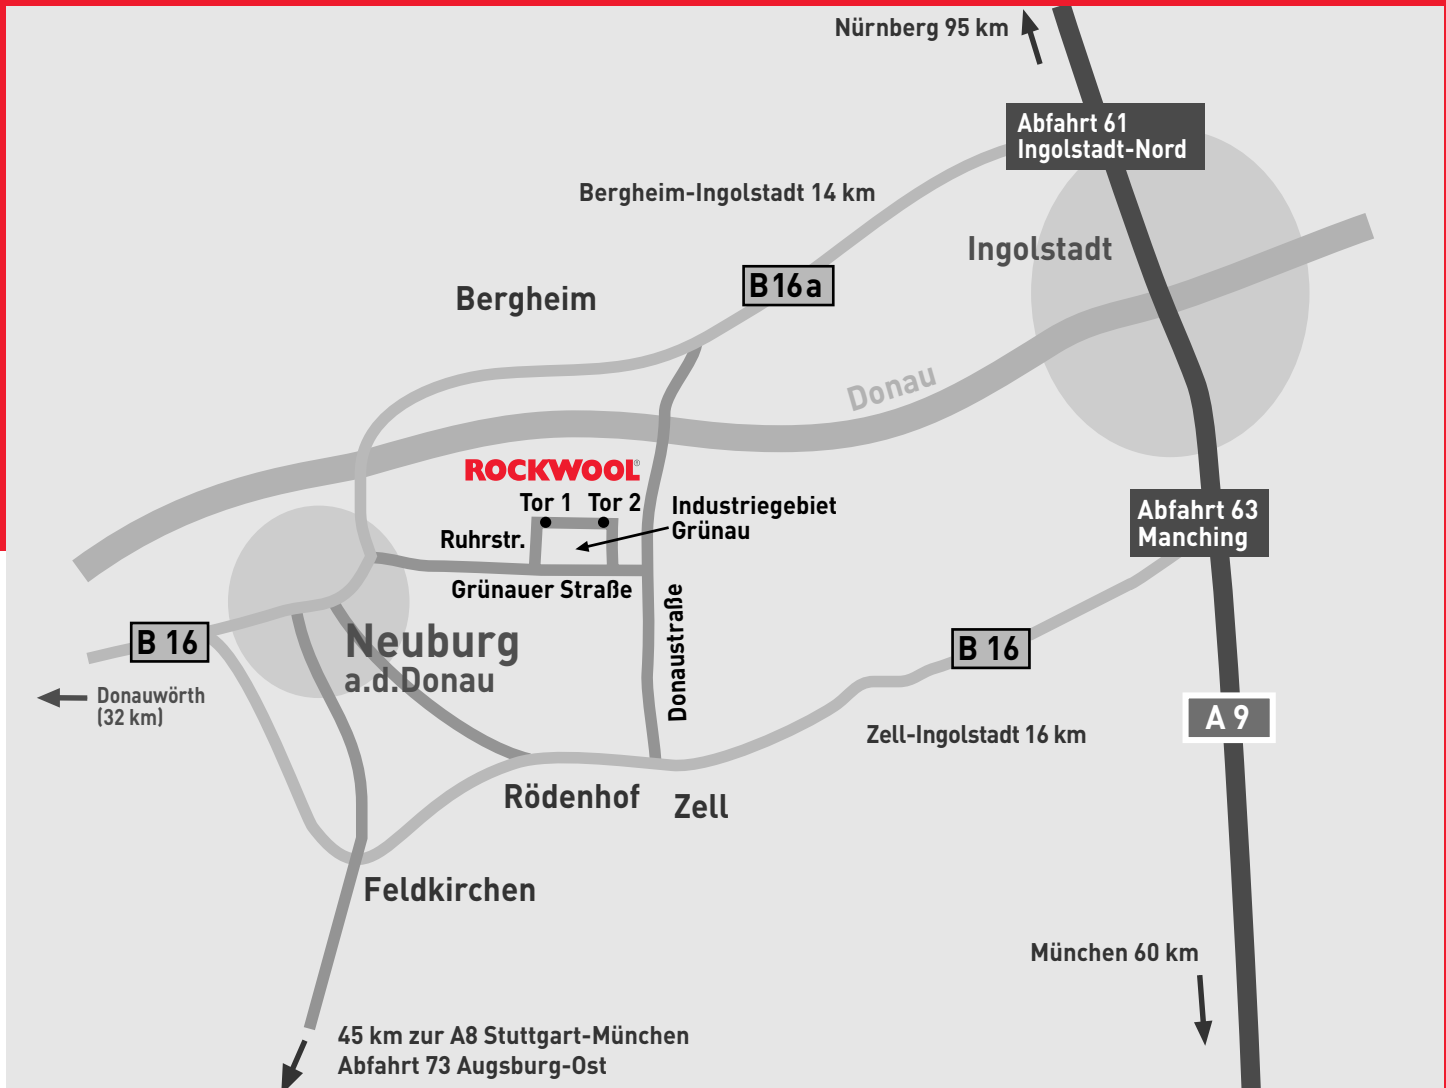 Nürnberg 95 km
Abfahrt 61
Ingolstadt-Nord
Bergheim-Ingolstadt 14 km
Ingolstadt
B16a
Bergheim
Donau
ROCKWOOL®
Tor 1 Tor 2
Industriegebiet
Grünau
Ruhrstr.
Grünauer Straße
Abfahrt 63
Manching
Donaustraße
B 16
Neuburg
a.d.Donau
B 16
Donauwörth
(32 km)
A 9
Zell-Ingolstadt 16 km
Rödenhof
Zell
Feldkirchen
München 60 km
45 km zur A8 Stuttgart-München
Abfahrt 73 Augsburg-Ost